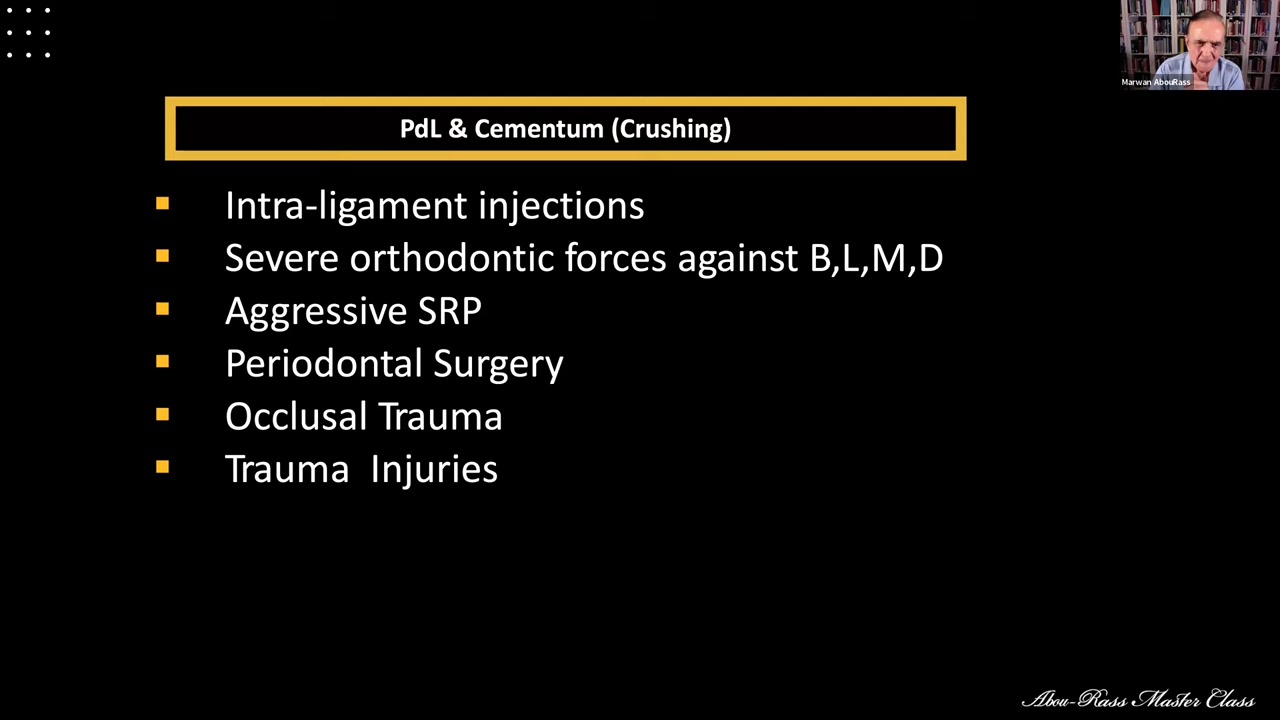 Marwan AbouRass
PdL & Cementum (Crushing)
Intra-ligament injections
Severe orthodontic forces against B,L,M,D
Aggressive SRP
Periodontal Surgery
Occlusal Trauma
Trauma  Injuries
Abou-Rass Master Class